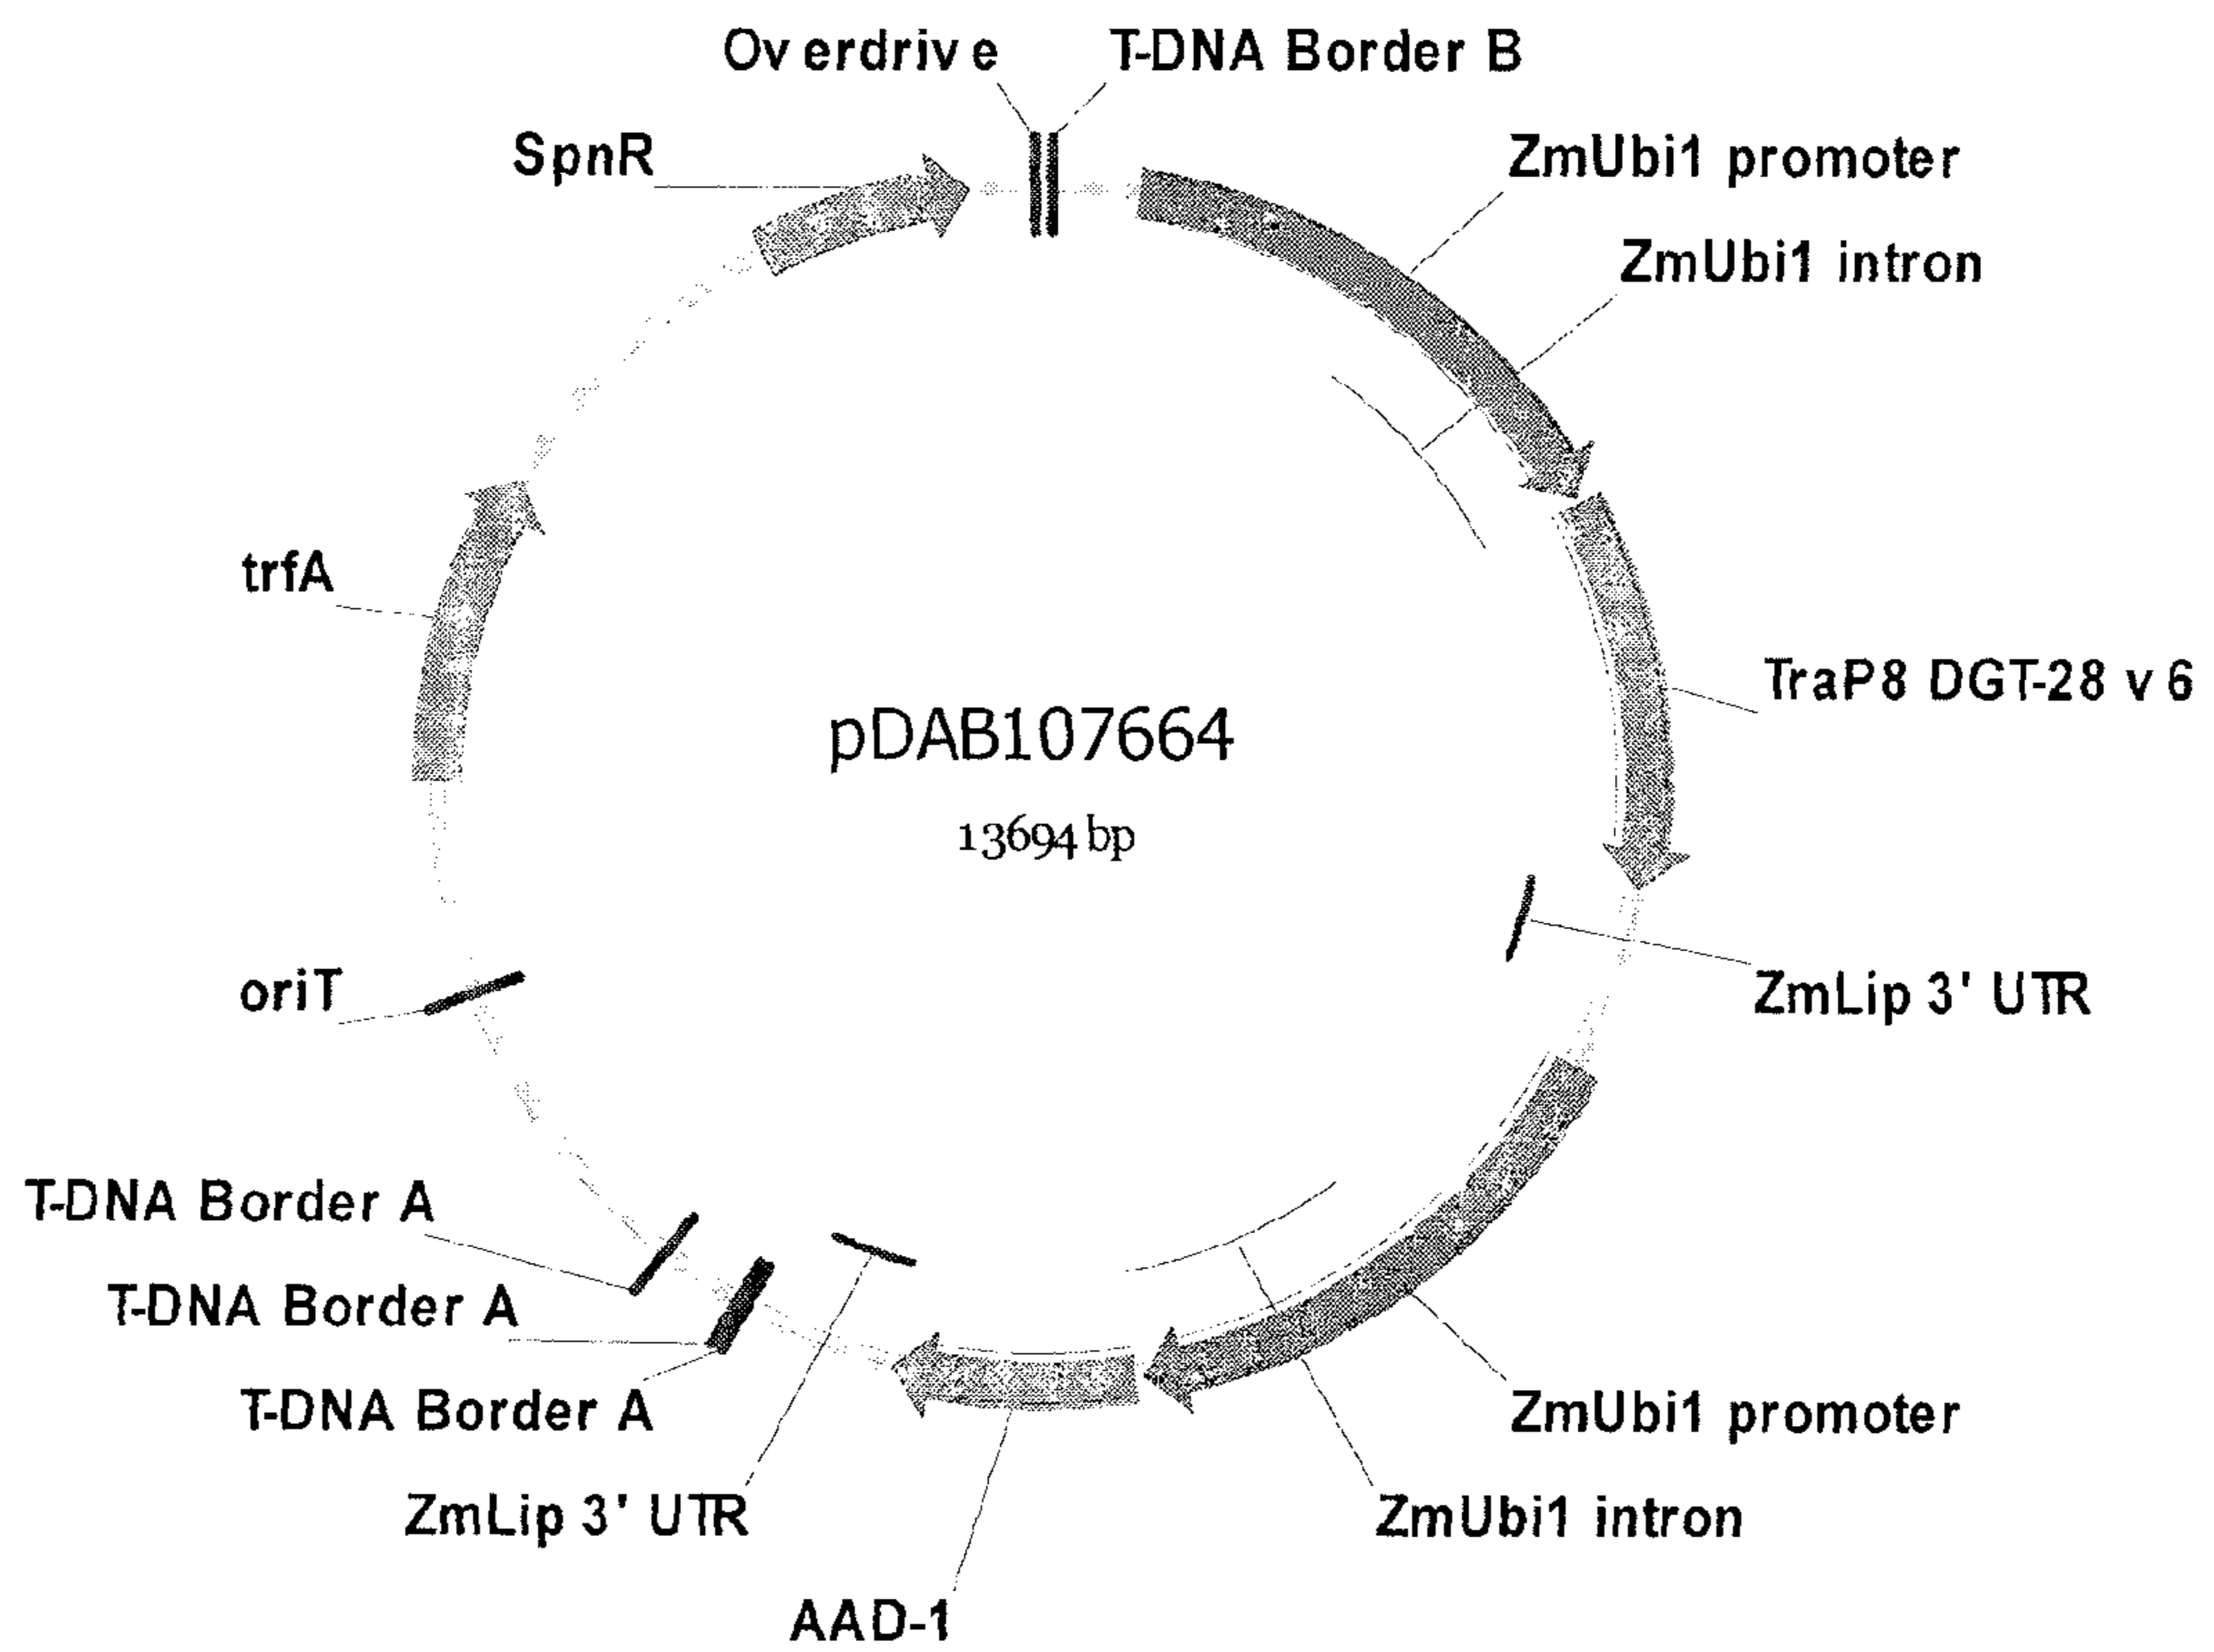 Overdrive
T-DNA Border B
SpnR
ZmUbi1 promoter
ZmUbi1 intron
trfA
TraP8 DGT-28 v6
pDAB107664
13694 bp
oriT
ZmLip 3' UTR
T-DNA Border A
T-DNA Border A
T-DNA Border A
ZmUbi1 promoter
ZmLip 3' UTR
ZmUbi1 intron
AAD-1